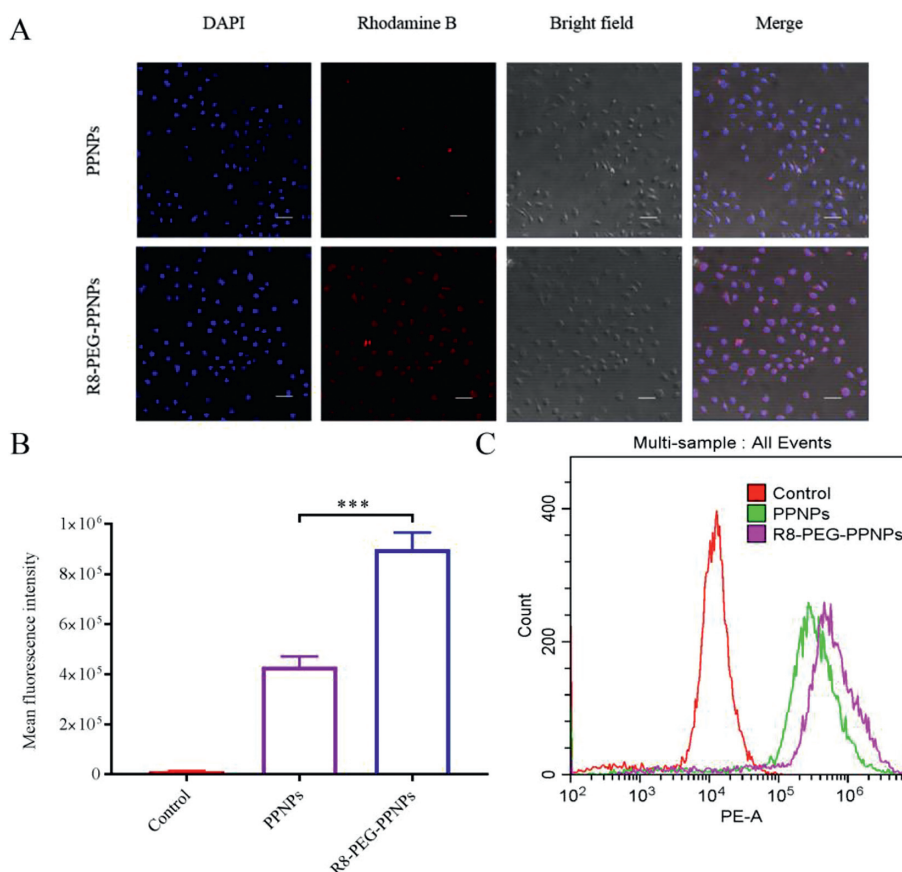 A
DAPI
Rhodamine B
Bright field
Merge
PPNPs
R8-PEG-PPNPs
B
Mean fluorescence intensity
1×10⁶
8×10⁵
6×10⁵
4×10⁵
2×10⁵
0
***
Control
PPNPs
R8-PEG-PPNPs
C
Multi-sample : All Events
Control
PPNPs
R8-PEG-PPNPs
Count
400
200
0
10² 10³ 10⁴ 10⁵ 10⁶
PE-A